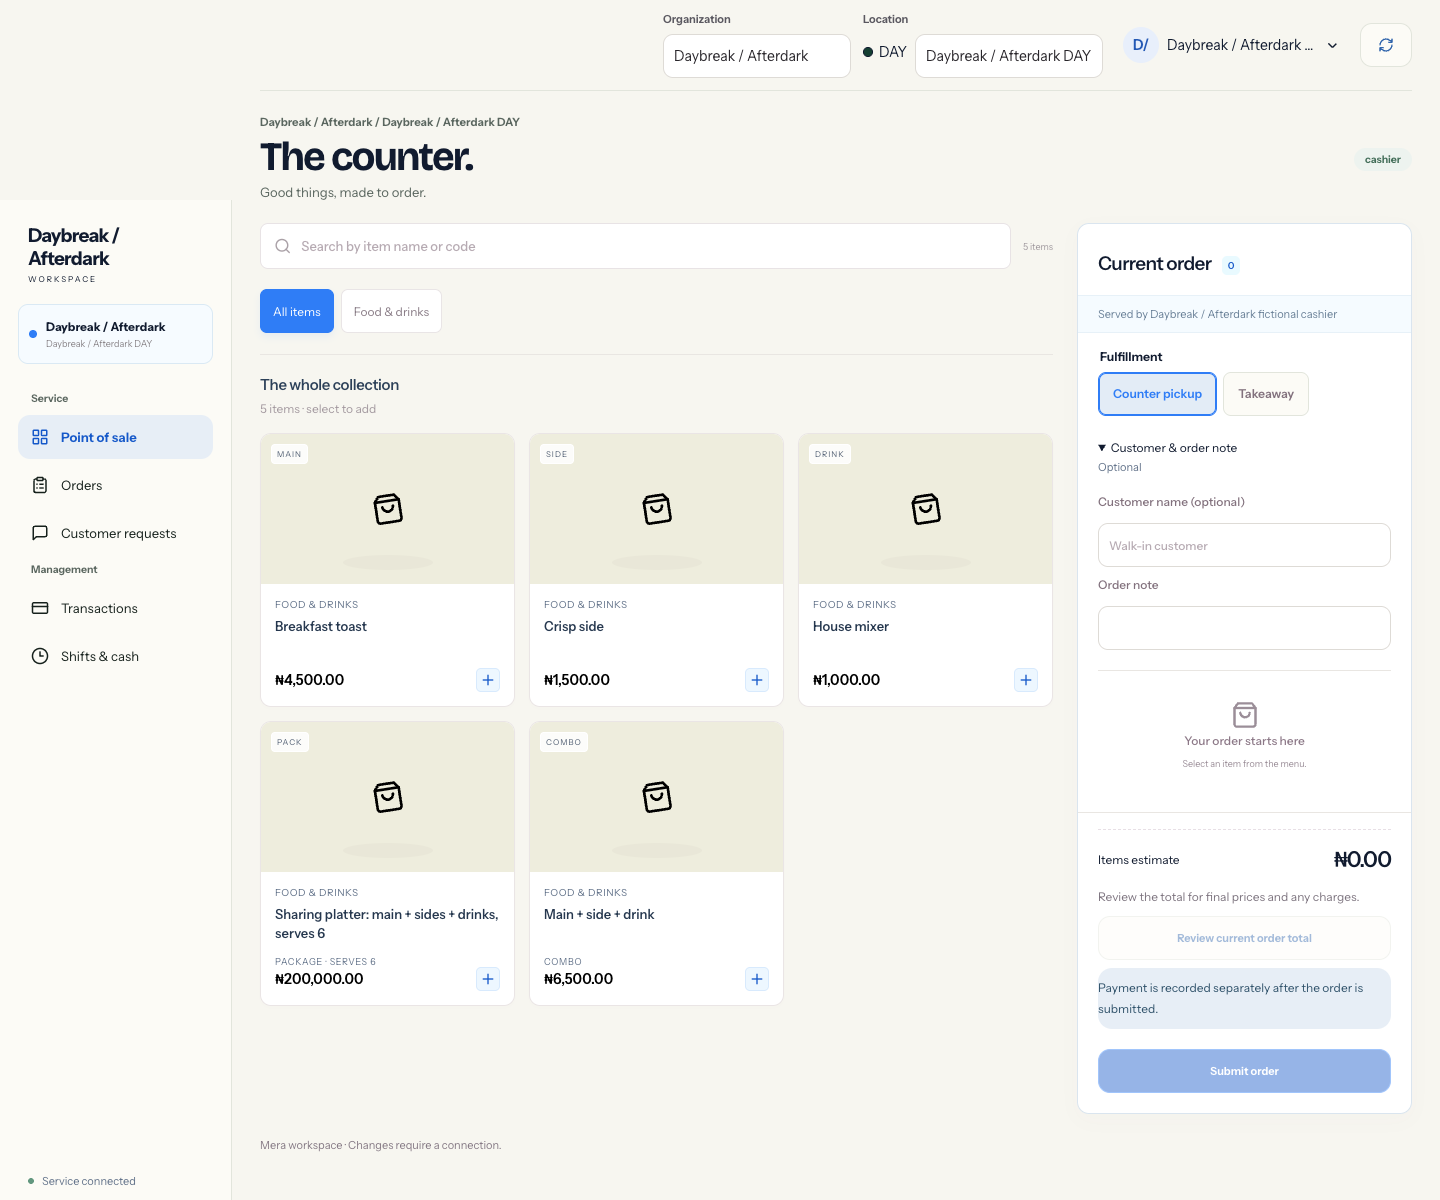 Organization
Location
Daybreak / Afterdark
DAY
Daybreak / Afterdark DAY
D/
Daybreak / Afterdark ...
Daybreak / Afterdark / Daybreak / Afterdark DAY
The counter.
Good things, made to order.
cashier
Daybreak /
Afterdark
WORKSPACE
Daybreak / Afterdark
Daybreak / Afterdark DAY
Service
Point of sale
Orders
Customer requests
Management
Transactions
Shifts & cash
Service connected
Search by item name or code
5 items
All items
Food & drinks
The whole collection
5 items · select to add
MAIN
FOOD & DRINKS
Breakfast toast
₦4,500.00
SIDE
FOOD & DRINKS
Crisp side
₦1,500.00
DRINK
FOOD & DRINKS
House mixer
₦1,000.00
PACK
FOOD & DRINKS
Sharing platter: main + sides + drinks,
serves 6
PACKAGE · SERVES 6
₦200,000.00
COMBO
FOOD & DRINKS
Main + side + drink
COMBO
₦6,500.00
Current order
0
Served by Daybreak / Afterdark fictional cashier
Fulfillment
Counter pickup
Takeaway
▼ Customer & order note
Optional
Customer name (optional)
Walk-in customer
Order note
Your order starts here
Select an item from the menu.
Items estimate
₦0.00
Review the total for final prices and any charges.
Review current order total
Payment is recorded separately after the order is
submitted.
Submit order
Mera workspace · Changes require a connection.